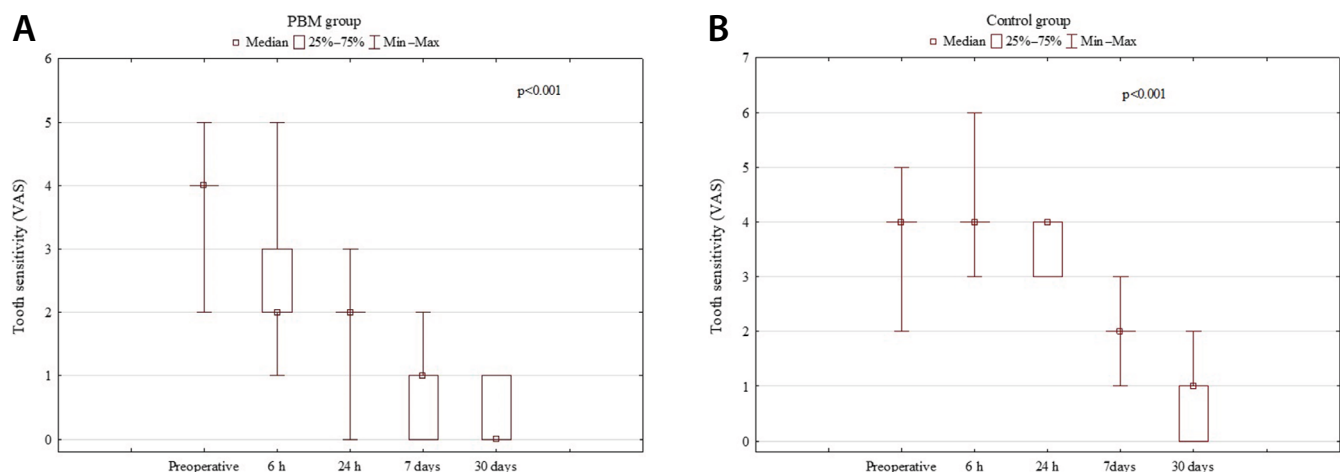 A
PBM group
Median 25%–75% Min–Max
6
5
4
3
2
1
0
Tooth sensitivity (VAS)
p<0.001
Preoperative 6 h 24 h 7 days 30 days
B
Control group
Median 25%–75% Min–Max
7
6
5
4
3
2
1
0
Tooth sensitivity (VAS)
p<0.001
Preoperative 6 h 24 h 7days 30 days